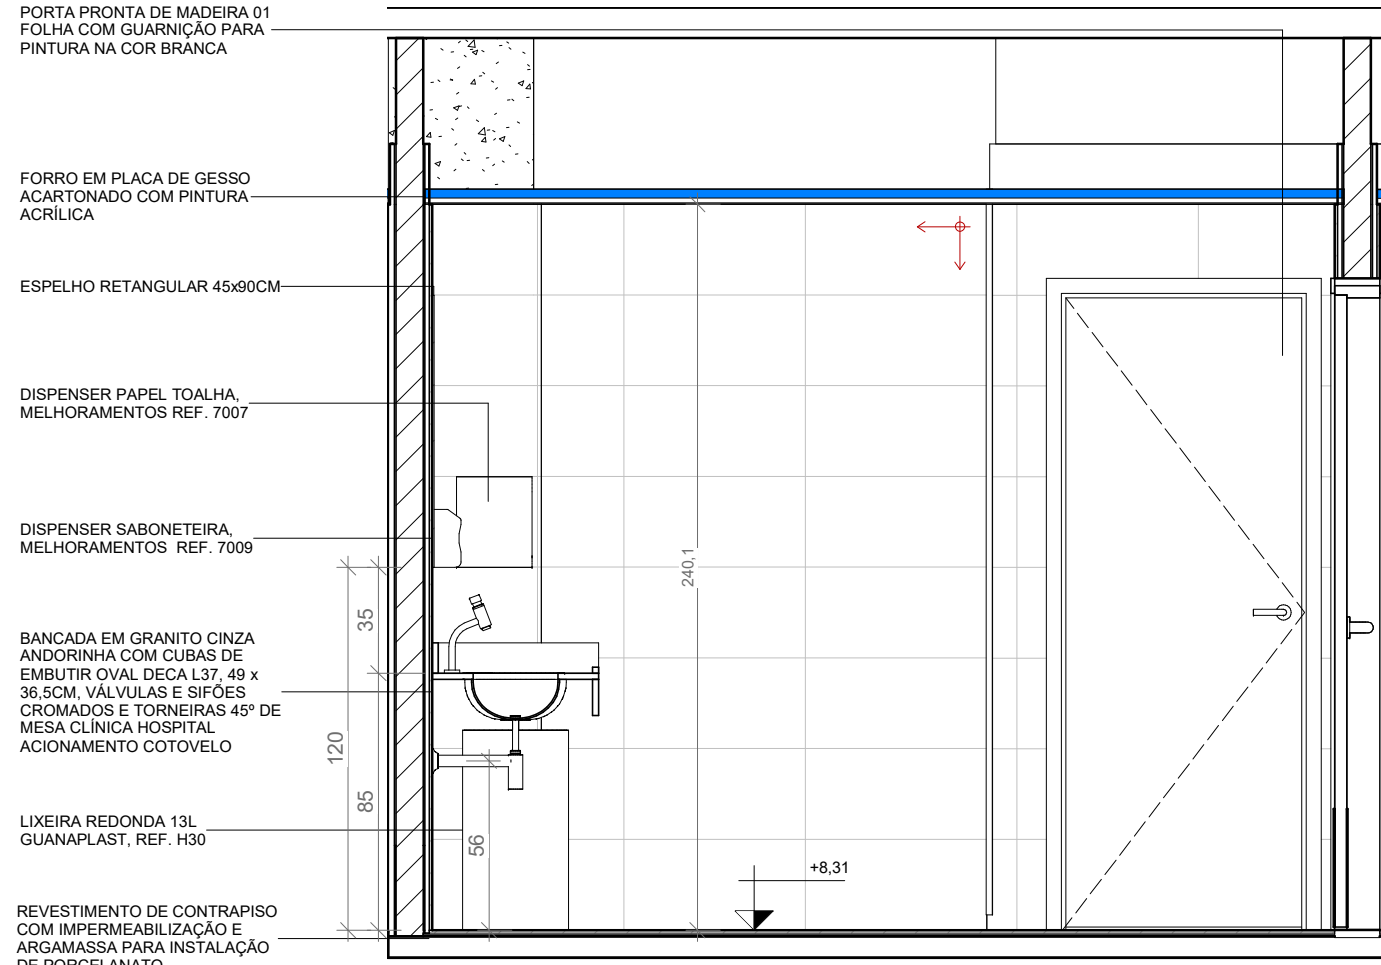 PORTA PRONTA DE MADEIRA 01
FOLHA COM GUARNIÇÃO PARA
PINTURA NA COR BRANCA
FORRO EM PLACA DE GESSO
ACARTONADO COM PINTURA
ACRÍLICA
ESPELHO RETANGULAR 45x90CM
DISPENSER PAPEL TOALHA,
MELHORAMENTOS REF. 7007
DISPENSER SABONETEIRA,
MELHORAMENTOS REF. 7009
BANCADA EM GRANITO CINZA
ANDORINHA COM CUBAS DE
EMBUTIR OVAL DECA L37, 49 x
36,5CM, VÁLVULAS E SIFÕES
CROMADOS E TORNEIRAS 45º DE
MESA CLÍNICA HOSPITAL
ACIONAMENTO COTOVELO
LIXEIRA REDONDA 13L
GUANAPLAST, REF. H30
REVESTIMENTO DE CONTRAPISO
COM IMPERMEABILIZAÇÃO E
ARGAMASSA PARA INSTALAÇÃO
DE PORCELANATO
120
35
85
56
240,1
+8,31